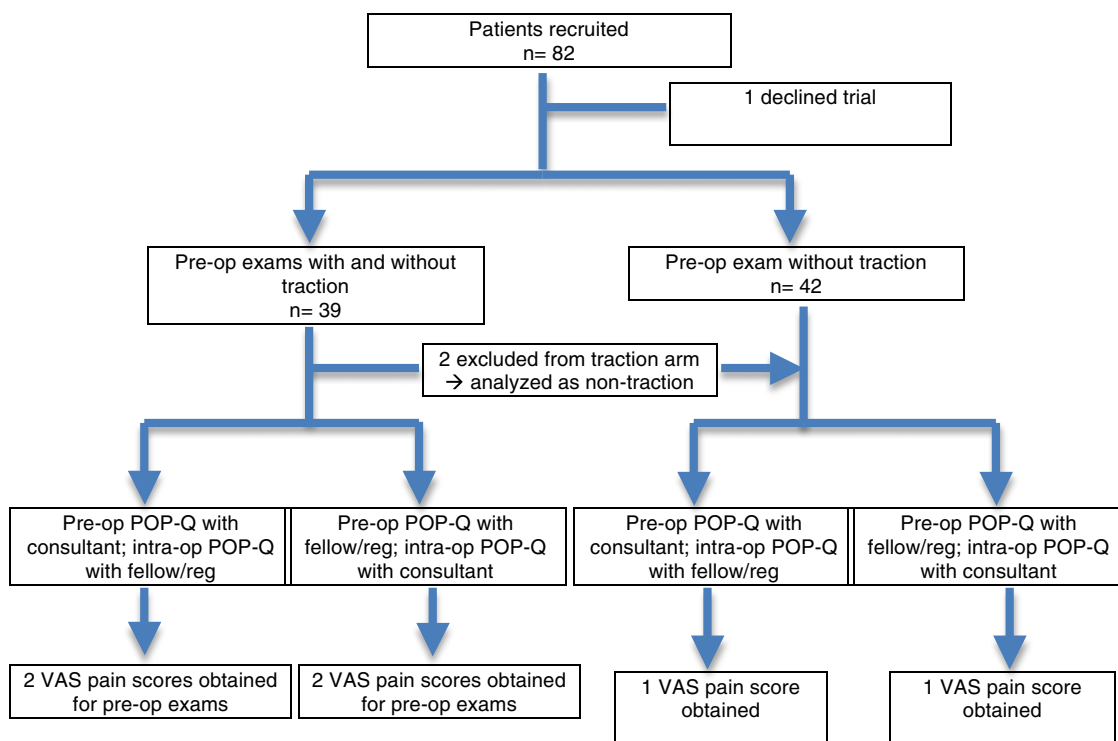 Patients recruited
n= 82
1 declined trial
Pre-op exams with and without
traction
n= 39
Pre-op exam without traction
n= 42
2 excluded from traction arm
→ analyzed as non-traction
Pre-op POP-Q with
consultant; intra-op POP-Q
with fellow/reg
Pre-op POP-Q with
fellow/reg; intra-op POP-Q
with consultant
Pre-op POP-Q with
consultant; intra-op POP-Q
with fellow/reg
Pre-op POP-Q with
fellow/reg; intra-op POP-Q
with consultant
2 VAS pain scores obtained
for pre-op exams
2 VAS pain scores obtained
for pre-op exams
1 VAS pain score
obtained
1 VAS pain score
obtained